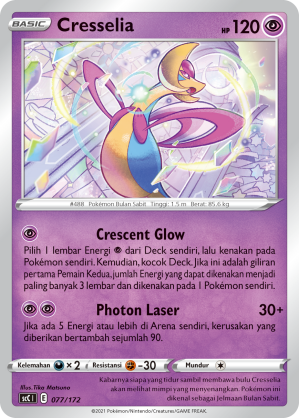 BASIC
Cresselia
HP 120
#488 Pokémon Bulan Sabit Tinggi: 1.5 m Berat: 85.6 kg
Crescent Glow
Pilih 1 lembar Energi dari Deck sendiri, lalu kenakan pada
Pokémon sendiri. Kemudian, kocok Deck. Jika ini adalah giliran
pertama Pemain Kedua, jumlah Energi yang dapat dikenakan menjadi
paling banyak 3 lembar dan dikenakan pada 1 Pokémon sendiri.
Photon Laser 30+
Jika ada 5 Energi atau lebih di Arena sendiri, kerusakan yang
diberikan bertambah 90.
Kelemahan ×2 Resistansi -30 Mundur
Illus. Tika Matsuno
SC1 I E 077/172
Kabarnya siapa yang tidur sambil membawa bulu Cresselia
akan melihat mimpi yang menyenangkan. Pokémon ini
disebut sebagai Jelmaan Bulan Sabit.
©2021 Pokémon/Nintendo/Creatures/GAME FREAK